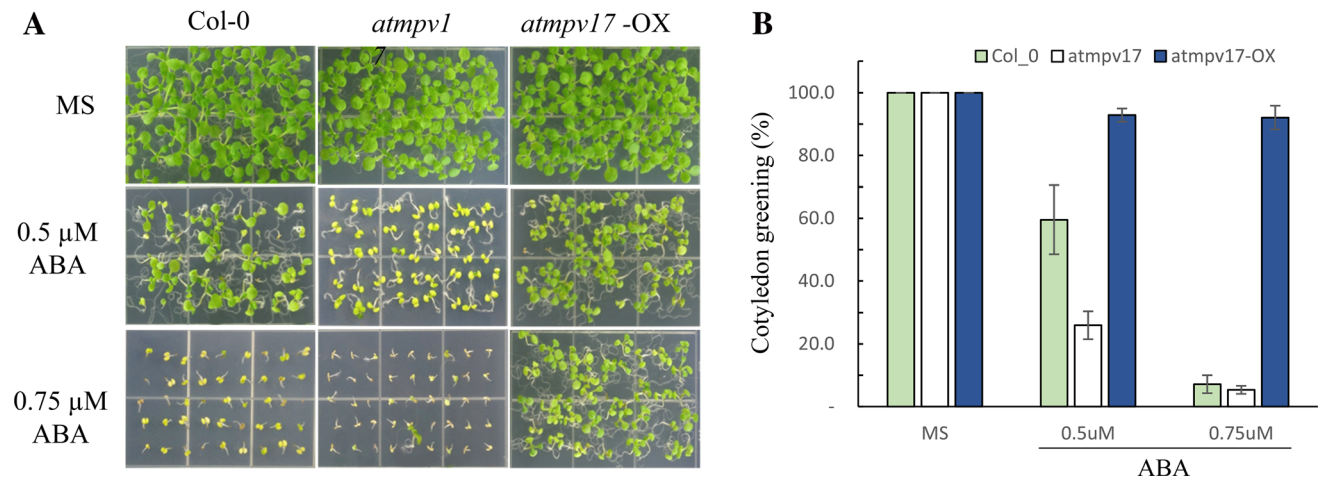 A
Col-0
atmpv1
7
atmpv17 -OX
MS
0.5 µM
ABA
0.75 µM
ABA
B
Col_0 atmpv17 atmpv17-OX
Cotyledon greening (%)
100.0
80.0
60.0
40.0
20.0
-
MS 0.5uM 0.75uM
ABA